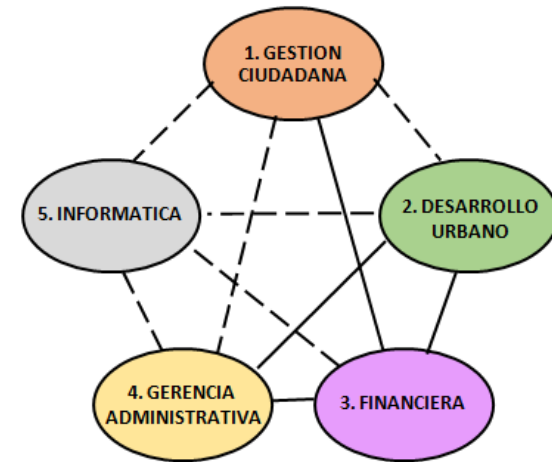 1. GESTION
CIUDADANA
5. INFORMATICA
2. DESARROLLO
URBANO
4. GERENCIA
ADMINISTRATIVA
3. FINANCIERA